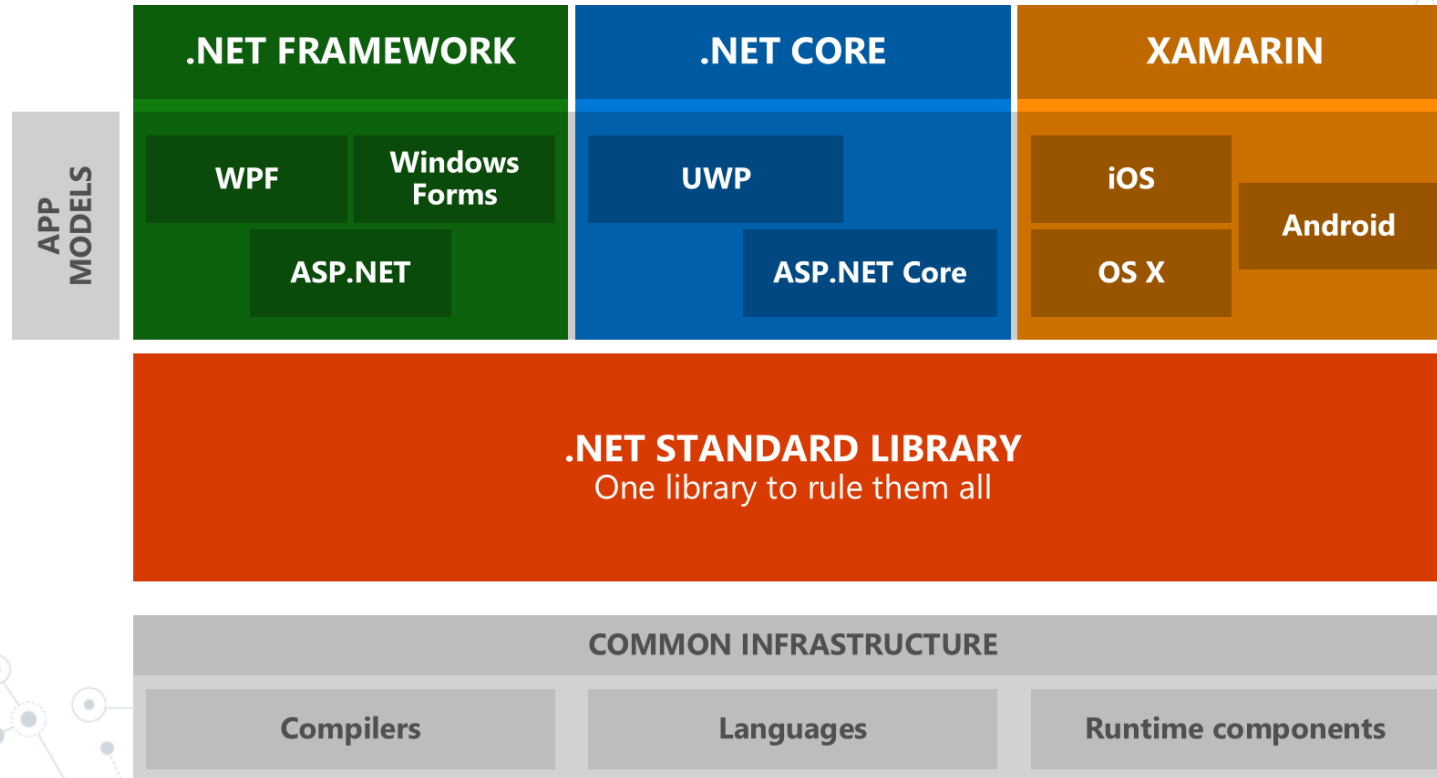 .NET FRAMEWORK
.NET CORE
XAMARIN
APP
MODELS
WPF
Windows
Forms
ASP.NET
UWP
ASP.NET Core
iOS
Android
OS X
.NET STANDARD LIBRARY
One library to rule them all
COMMON INFRASTRUCTURE
Compilers
Languages
Runtime components